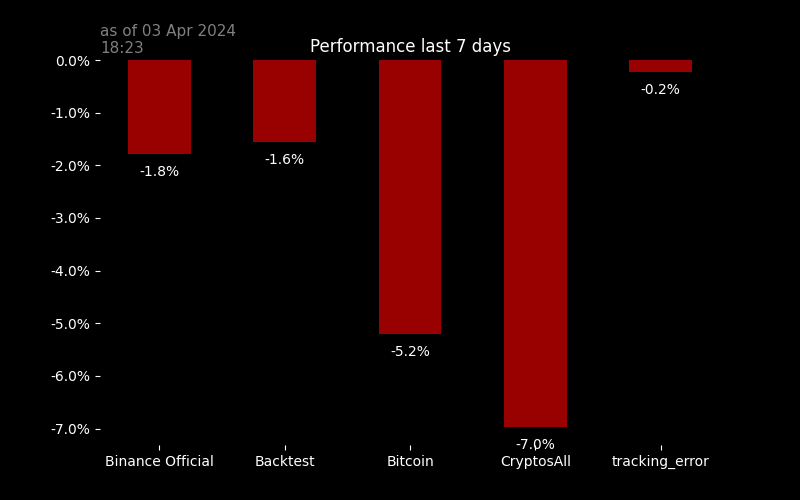 as of 03 Apr 2024
18:23
Performance last 7 days
0.0%
-1.0%
-2.0%
-3.0%
-4.0%
-5.0%
-6.0%
-7.0%
-1.8%
-1.6%
-5.2%
-7.0%
-0.2%
Binance Official
Backtest
Bitcoin
CryptosAll
tracking_error